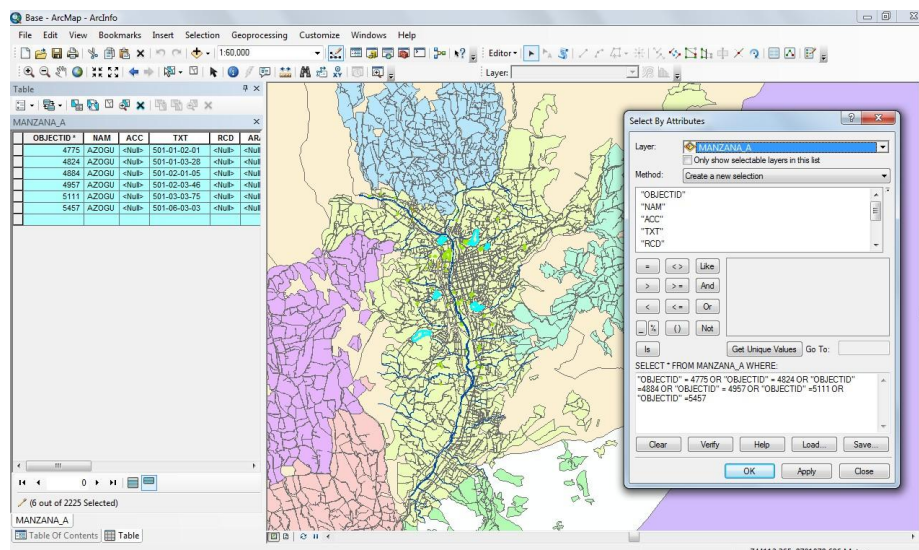 Base - ArcMap - ArcInfo
File Edit View Bookmarks Insert Selection Geoprocessing Customize Windows Help
1:60,000
Editor
Layer:
Table
MANZANA_A
OBJECTID * NAM ACC TXT RCD
4775 AZOGU <Null> 501-01-02-01 <Null> <Null
4824 AZOGU <Null> 501-01-03-28 <Null> <Null
4884 AZOGU <Null> 501-02-01-05 <Null> <Null
4957 AZOGU <Null> 501-02-03-46 <Null> <Null
5111 AZOGU <Null> 501-03-03-75 <Null> <Null
5457 AZOGU <Null> 501-06-03-03 <Null> <Null
0
(6 out of 2225 Selected)
MANZANA_A
Table Of Contents Table
Select By Attributes
Layer: MANZANA_A
Only show selectable layers in this list
Method: Create a new selection
"OBJECTID"
"NAM"
"ACC"
"TXT"
"RCD"
= < > Like
> > = And
< < = Or
_ % ( ) Not
Is Get Unique Values Go To:
SELECT * FROM MANZANA_A WHERE:
"OBJECTID" = 4775 OR "OBJECTID" = 4824 OR "OBJECTID"
=4884 OR "OBJECTID" = 4957 OR "OBJECTID" =5111 OR
"OBJECTID" =5457
Clear Verify Help Load... Save...
OK Apply Close